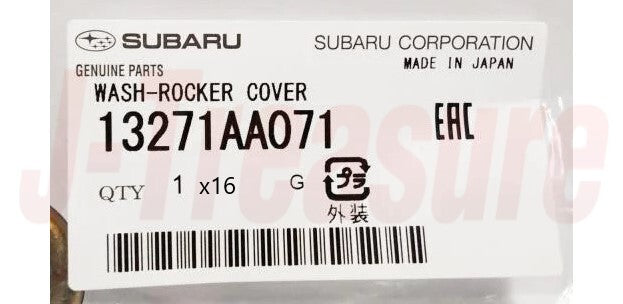 SUBARU SUBARU CORPORATION
GENUINE PARTS MADE IN JAPAN
WASH-ROCKER COVER
13271AA071 EAC
QTY 1 x16 G プラ
外装
J-Treasure